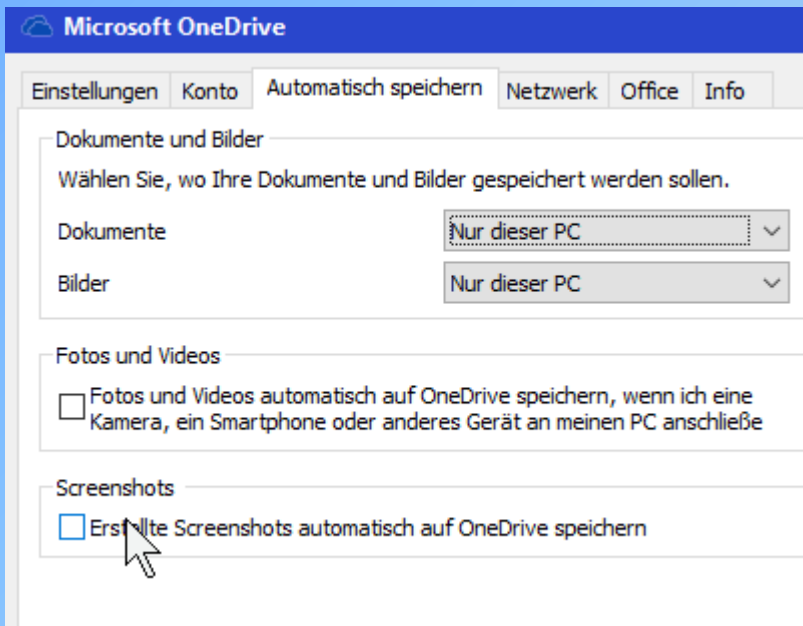 Microsoft OneDrive
Einstellungen Konto Automatisch speichern Netzwerk Office Info
Dokumente und Bilder
Wählen Sie, wo Ihre Dokumente und Bilder gespeichert werden sollen.
Dokumente Nur dieser PC
Bilder Nur dieser PC
Fotos und Videos
Fotos und Videos automatisch auf OneDrive speichern, wenn ich eine
Kamera, ein Smartphone oder anderes Gerät an meinen PC anschließe
Screenshots
Erstellte Screenshots automatisch auf OneDrive speichern